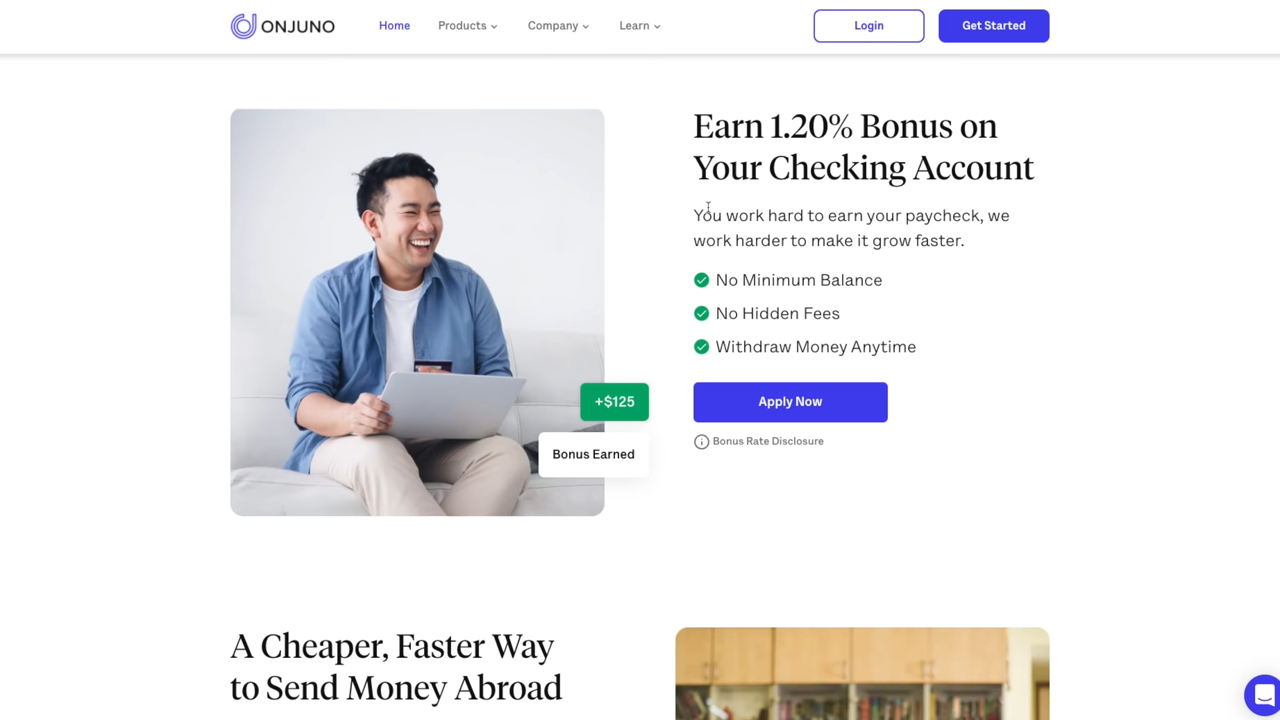 ONJUNO
Home
Products
Company
Learn
Login
Get Started
Earn 1.20% Bonus on
Your Checking Account
You work hard to earn your paycheck, we
work harder to make it grow faster.
No Minimum Balance
No Hidden Fees
Withdraw Money Anytime
+$125
Bonus Earned
Apply Now
Bonus Rate Disclosure
A Cheaper, Faster Way
to Send Money Abroad